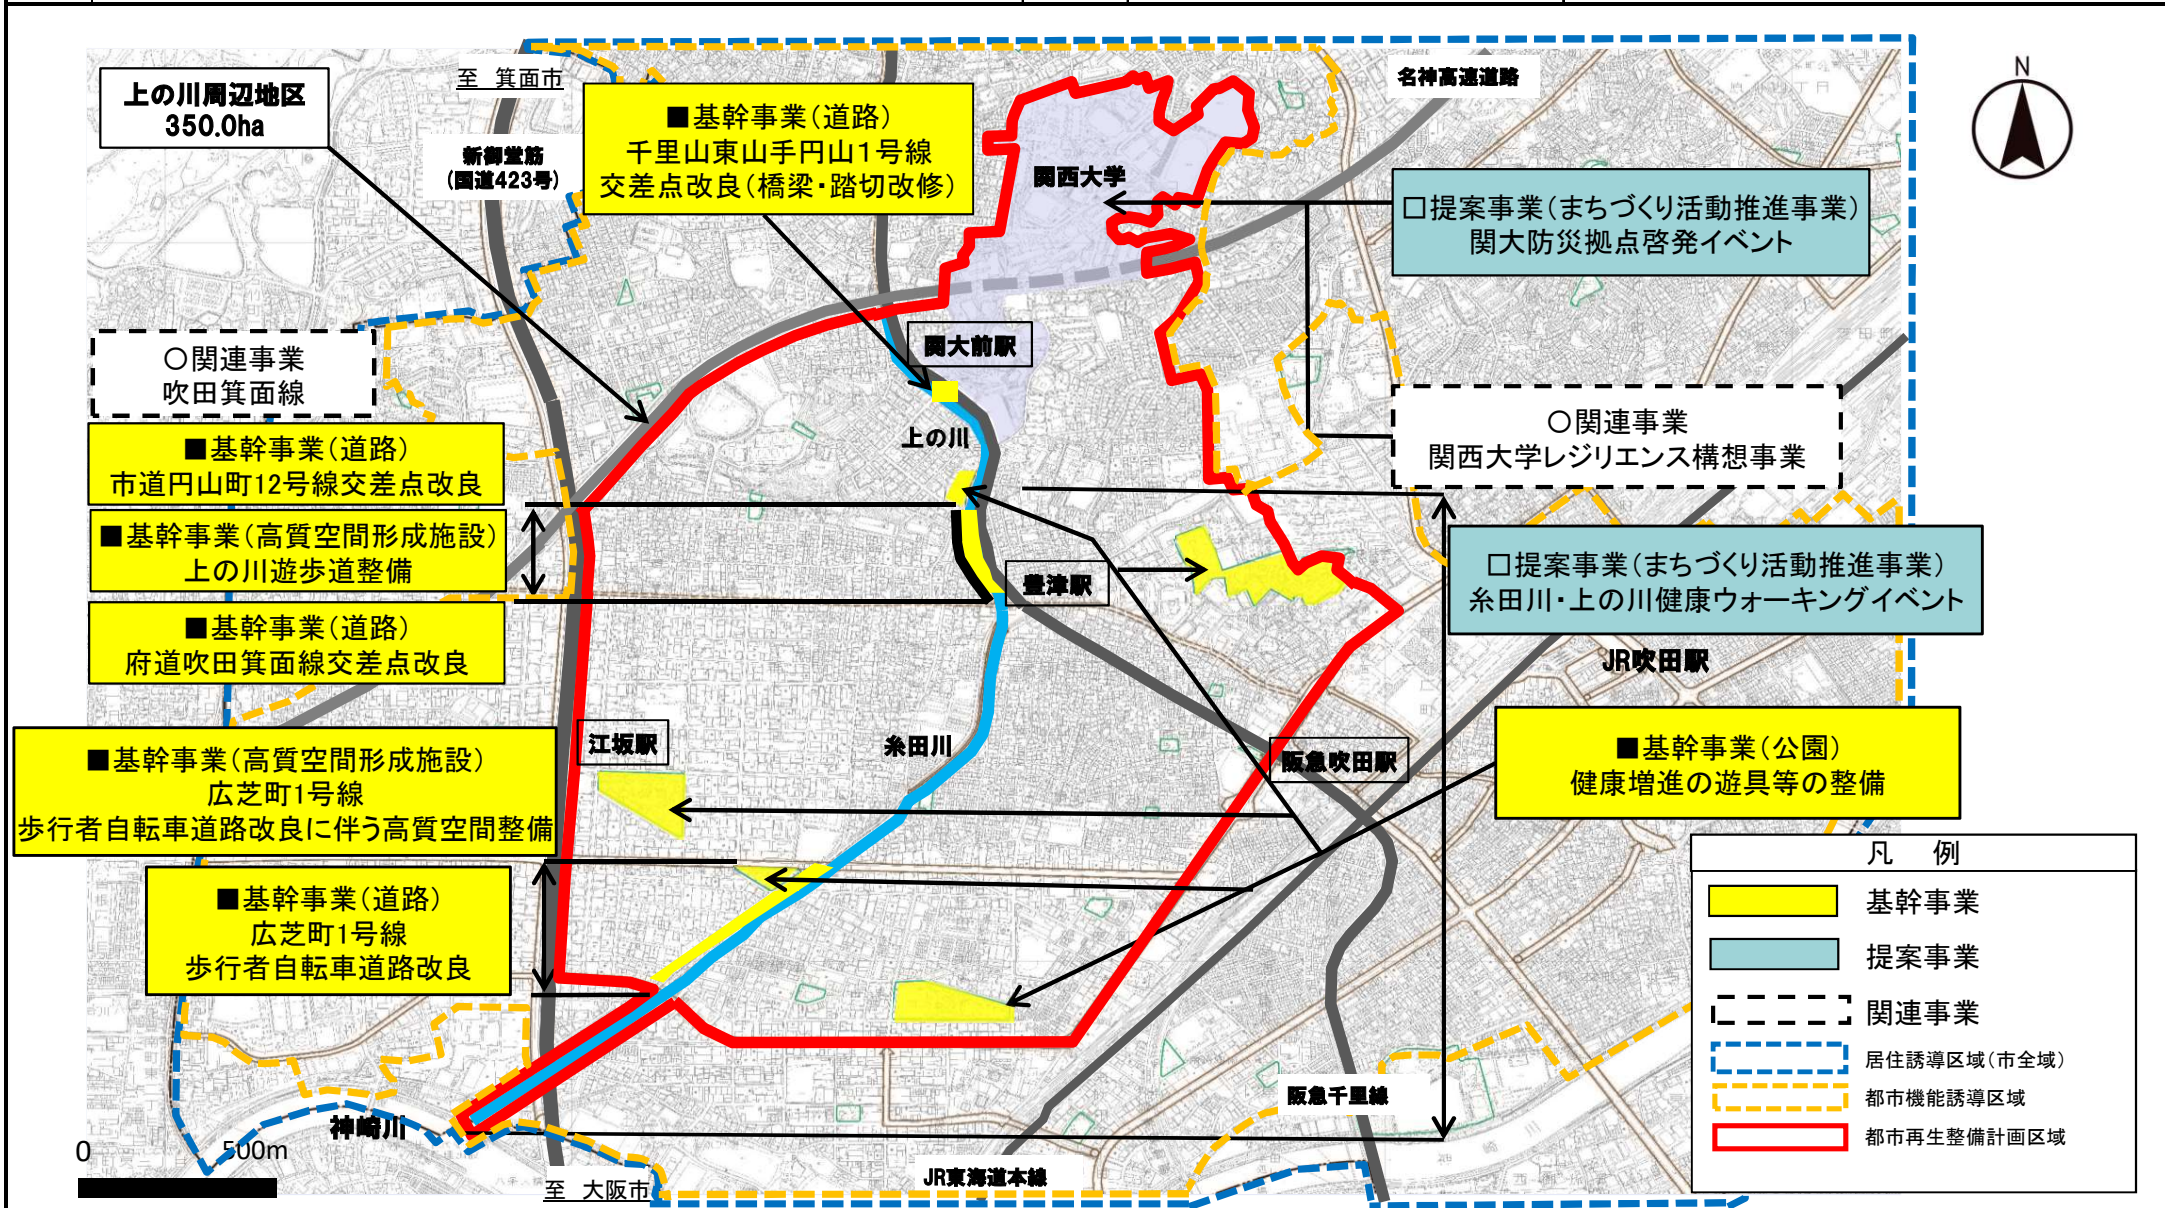 至 箕面市
名神高速道路
N
上の川周辺地区
350.0ha
新御堂筋
(国道423号)
■基幹事業(道路)
千里山東山手円山1号線
交差点改良(橋梁・踏切改修)
関西大学
□提案事業(まちづくり活動推進事業)
関大防災拠点啓発イベント
○関連事業
吹田箕面線
関大前駅
○関連事業
関西大学レジリエンス構想事業
上の川
■基幹事業(道路)
市道円山町12号線交差点改良
■基幹事業(高質空間形成施設)
上の川遊歩道整備
■基幹事業(道路)
府道吹田箕面線交差点改良
豊津駅
□提案事業(まちづくり活動推進事業)
糸田川・上の川健康ウォーキングイベント
JR吹田駅
江坂駅
糸田川
阪急吹田駅
■基幹事業(公園)
健康増進の遊具等の整備
■基幹事業(高質空間形成施設)
広芝町1号線
歩行者自転車道路改良に伴う高質空間整備
■基幹事業(道路)
広芝町1号線
歩行者自転車道路改良
凡 例
基幹事業
提案事業
関連事業
居住誘導区域(市全域)
都市機能誘導区域
都市再生整備計画区域
阪急千里線
神崎川
0 500m
JR東海道本線
至 大阪市